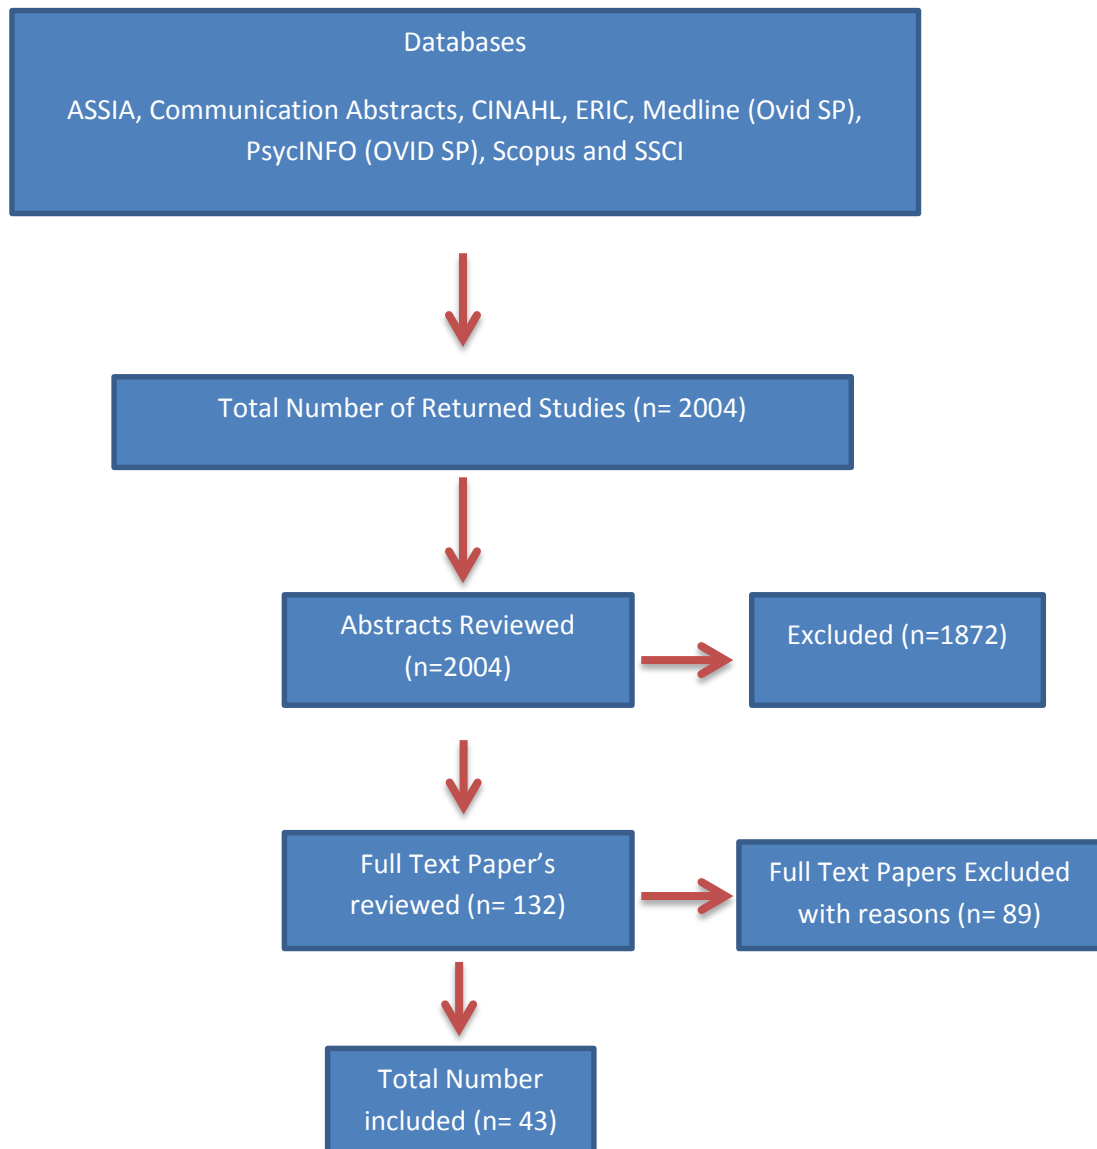 Databases
ASSIA, Communication Abstracts, CINAHL, ERIC, Medline (Ovid SP),
PsycINFO (OVID SP), Scopus and SSCI
Total Number of Returned Studies (n= 2004)
Abstracts Reviewed
(n=2004)
Excluded (n=1872)
Full Text Paper’s
reviewed (n= 132)
Full Text Papers Excluded
with reasons (n= 89)
Total Number
included (n= 43)